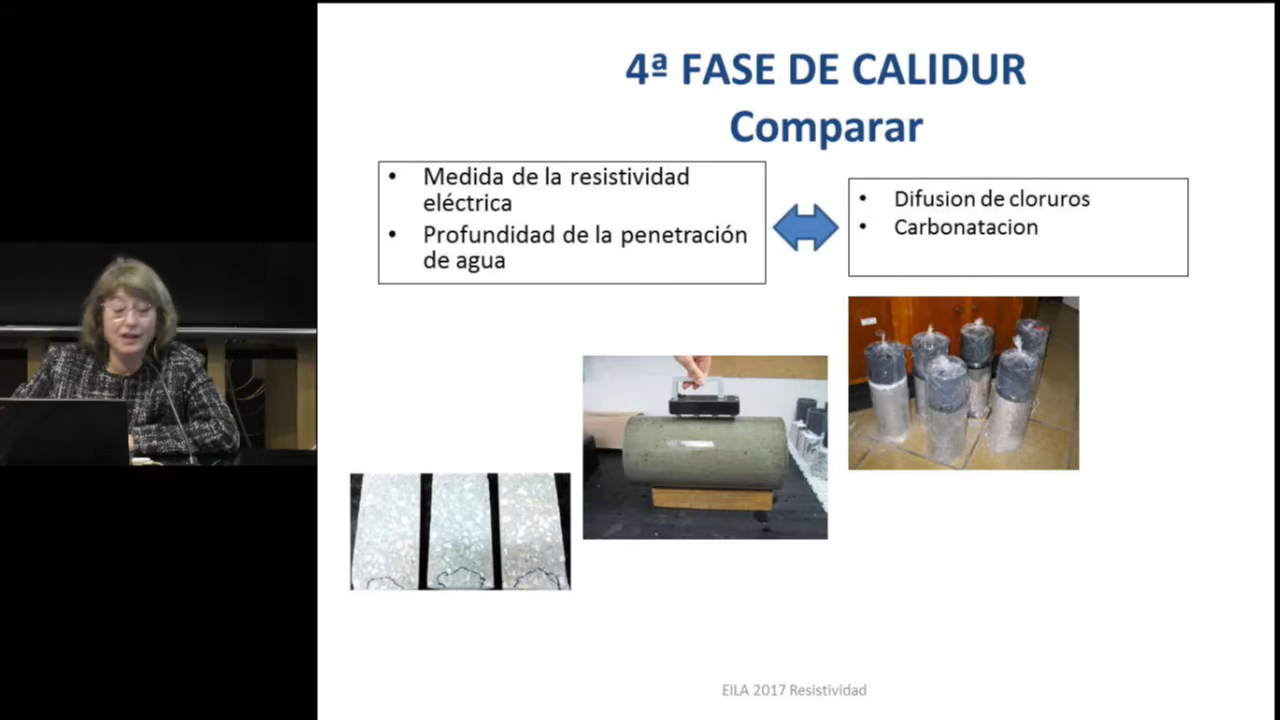 4ª FASE DE CALIDUR
Comparar
• Medida de la resistividad
eléctrica
• Profundidad de la penetración
de agua
• Difusion de cloruros
• Carbonatacion
EILA 2017 Resistividad